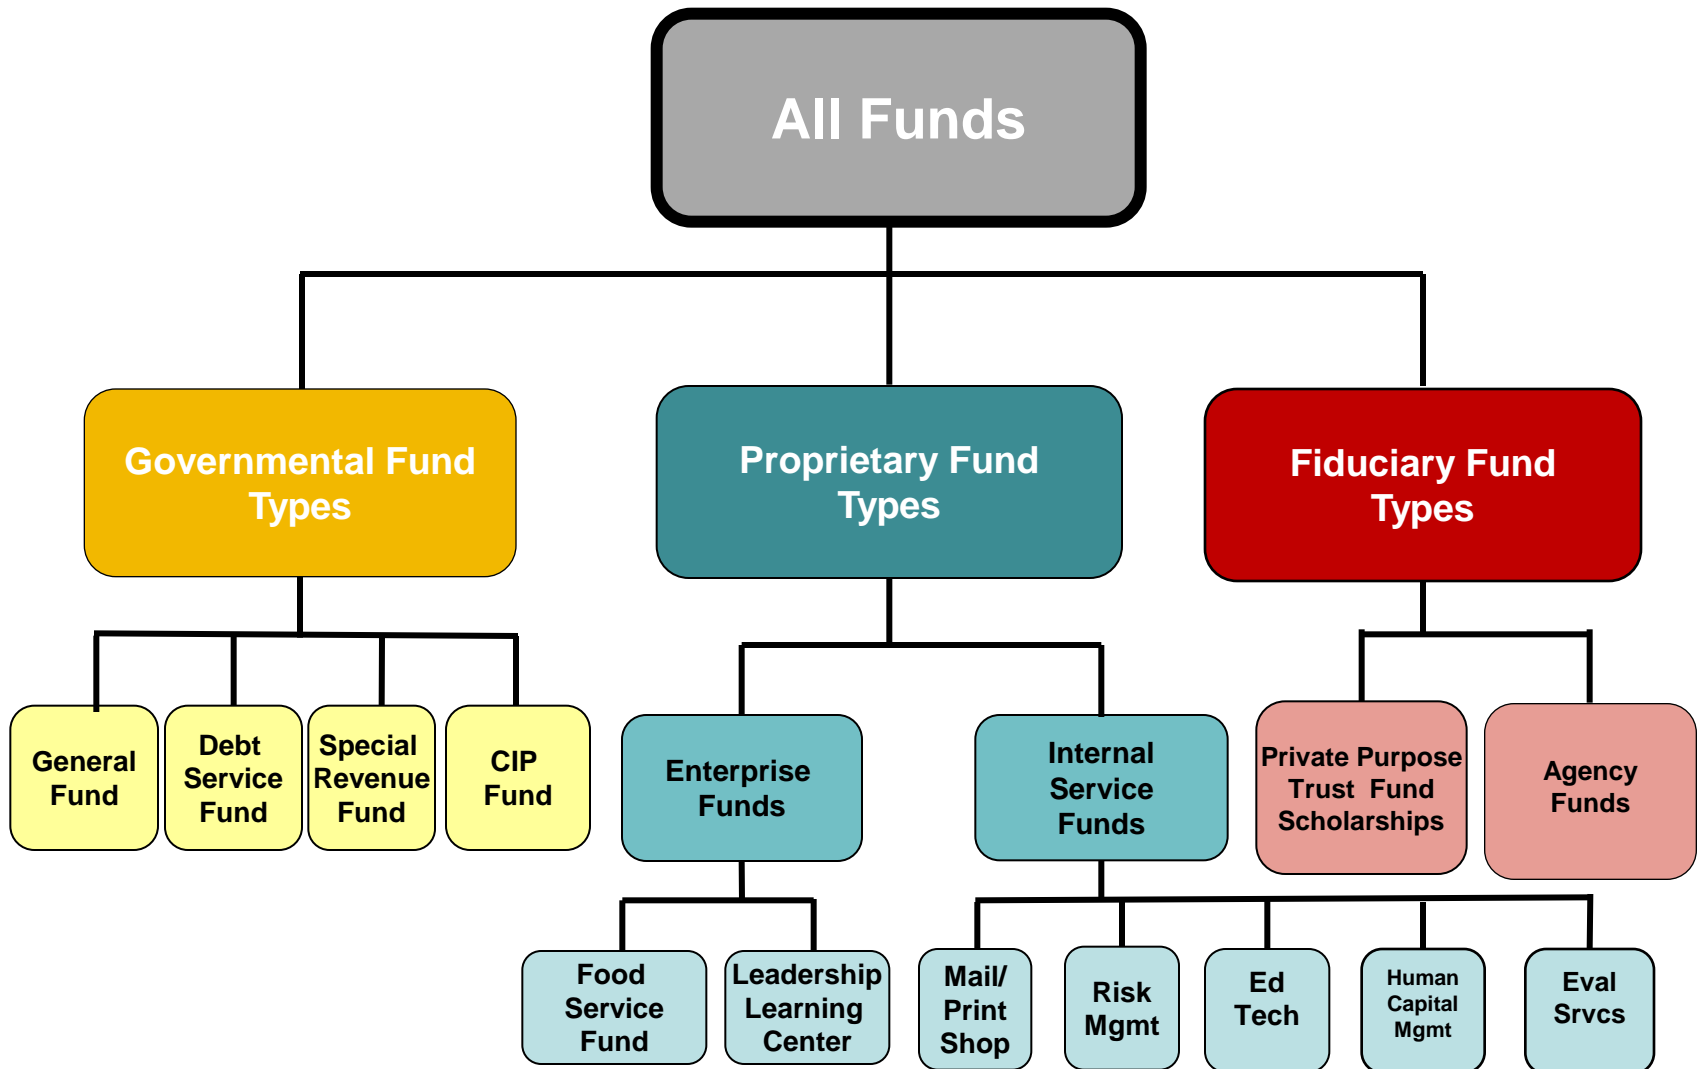 All Funds
Governmental Fund
Types
Proprietary Fund
Types
Fiduciary Fund
Types
General
Fund
Debt
Service
Fund
Special
Revenue
Fund
CIP
Fund
Enterprise
Funds
Internal
Service
Funds
Private Purpose
Trust Fund
Scholarships
Agency
Funds
Food
Service
Fund
Leadership
Learning
Center
Mail/
Print
Shop
Risk
Mgmt
Ed
Tech
Human
Capital
Mgmt
Eval
Srvcs